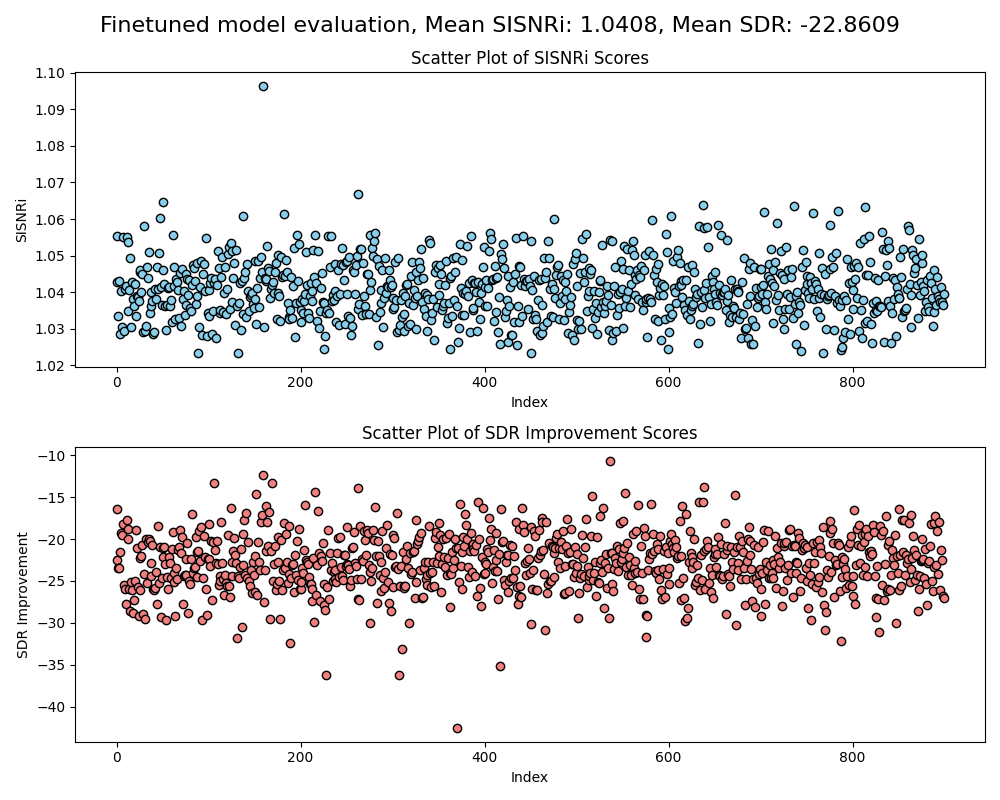 Finetuned model evaluation, Mean SISNRi: 1.0408, Mean SDR: -22.8609
Scatter Plot of SISNRi Scores
1.10
1.09
1.08
1.07
1.06
1.05
1.04
1.03
1.02
SISNRi
0 200 400 600 800
Index
Scatter Plot of SDR Improvement Scores
−10
−15
−20
−25
−30
−35
−40
SDR Improvement
0 200 400 600 800
Index